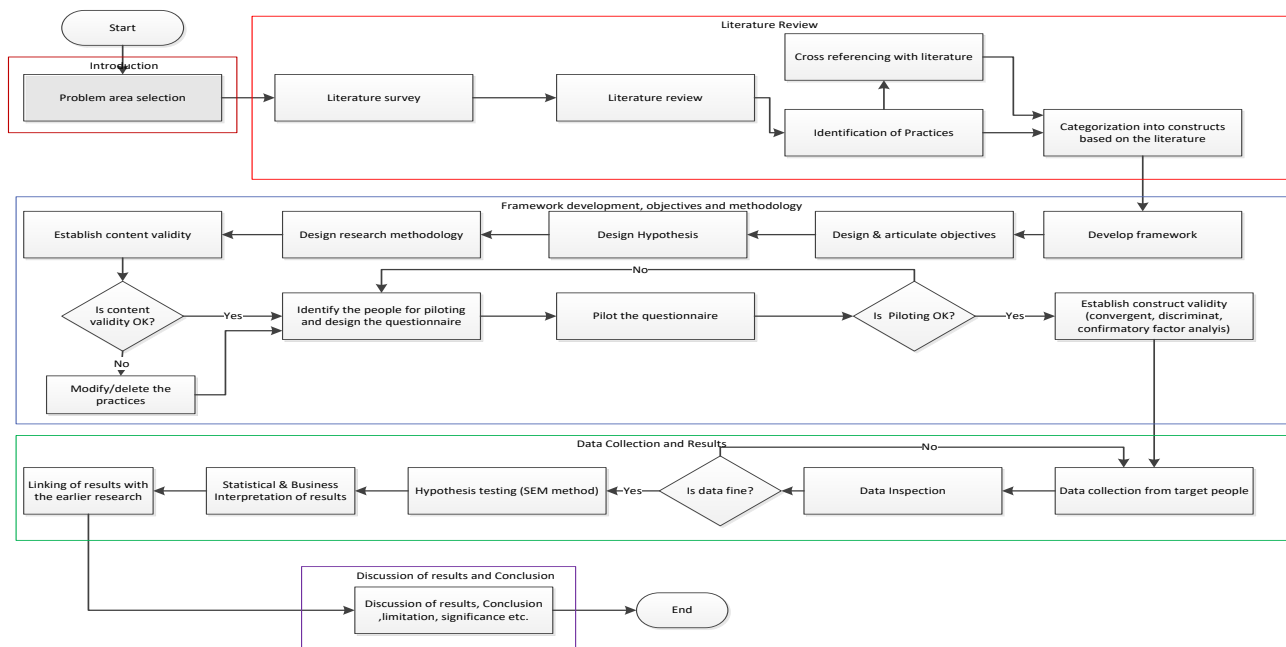 Start
Introduction
Problem area selection
Literature Review
Literature survey
Literature review
Cross referencing with literature
Identification of Practices
Categorization into constructs
based on the literature
Framework development, objectives and methodology
Establish content validity
Design research methodology
Design Hypothesis
Design & articulate objectives
Develop framework
No
Is content
validity OK?
Yes
Identify the people for piloting
and design the questionnaire
Pilot the questionnaire
Is Piloting OK?
Yes
Establish construct validity
(convergent, discriminat,
confirmatory factor analyis)
No
Modify/delete the
practices
Data Collection and Results
No
Linking of results with
the earlier research
Statistical & Business
Interpretation of results
Hypothesis testing (SEM method)
Yes
Is data fine?
Data Inspection
Data collection from target people
Discussion of results and Conclusion
Discussion of results, Conclusion
,limitation, significance etc.
End